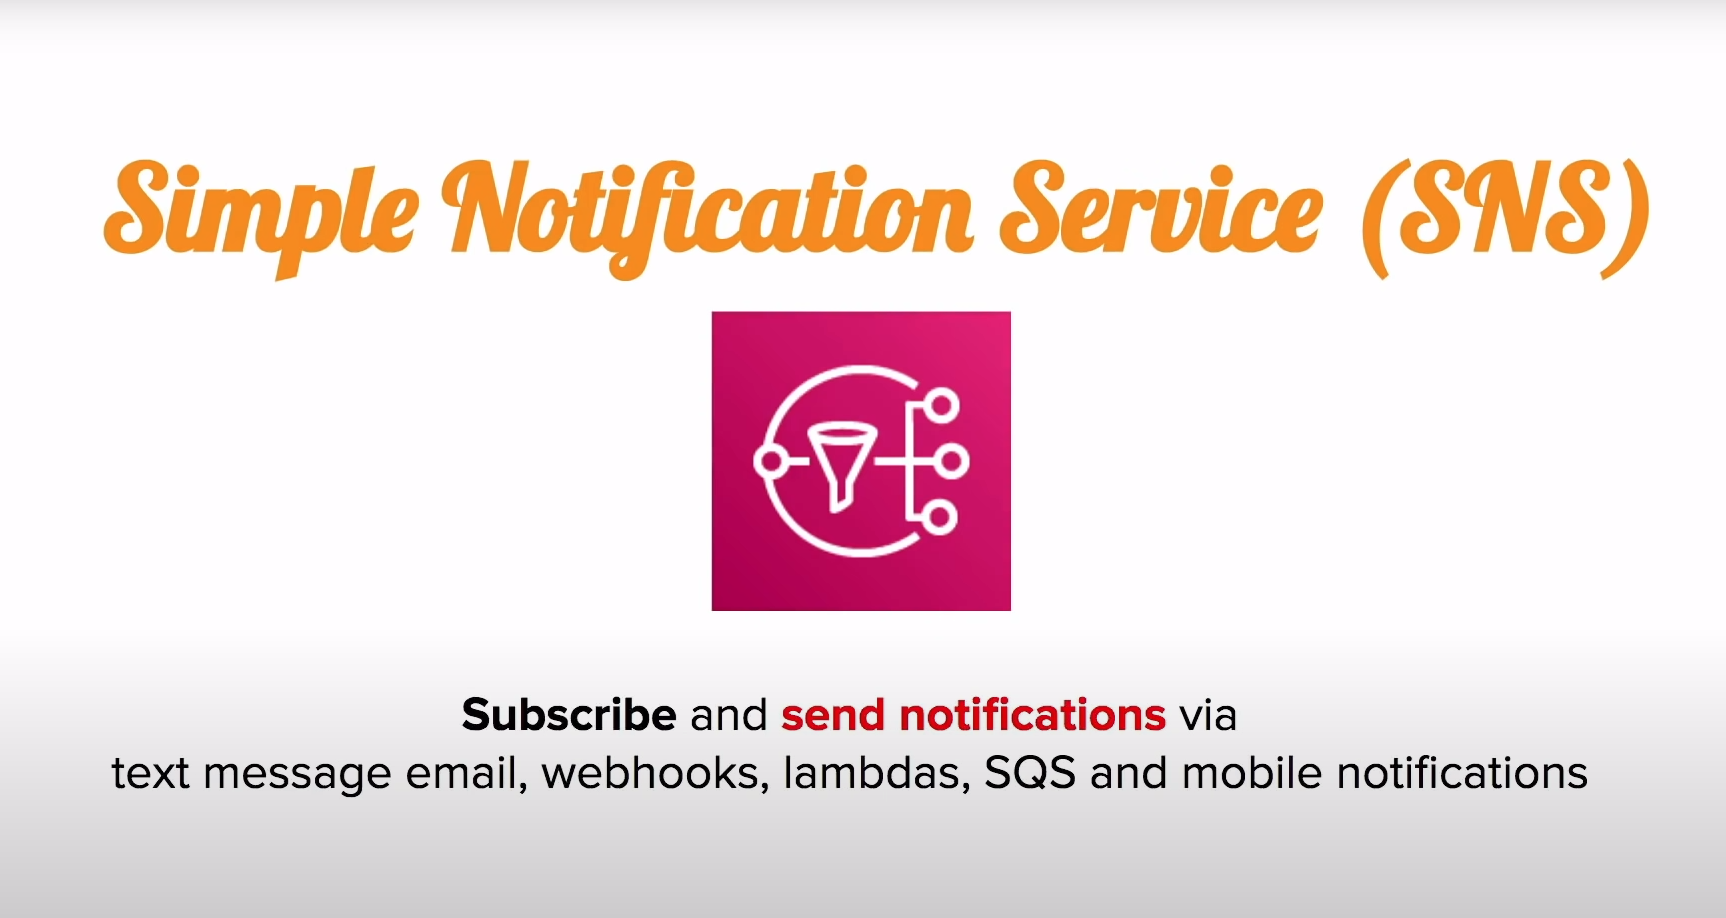 Simple Notification Service (SNS)
Subscribe and send notifications via
text message email, webhooks, lambdas, SQS and mobile notifications